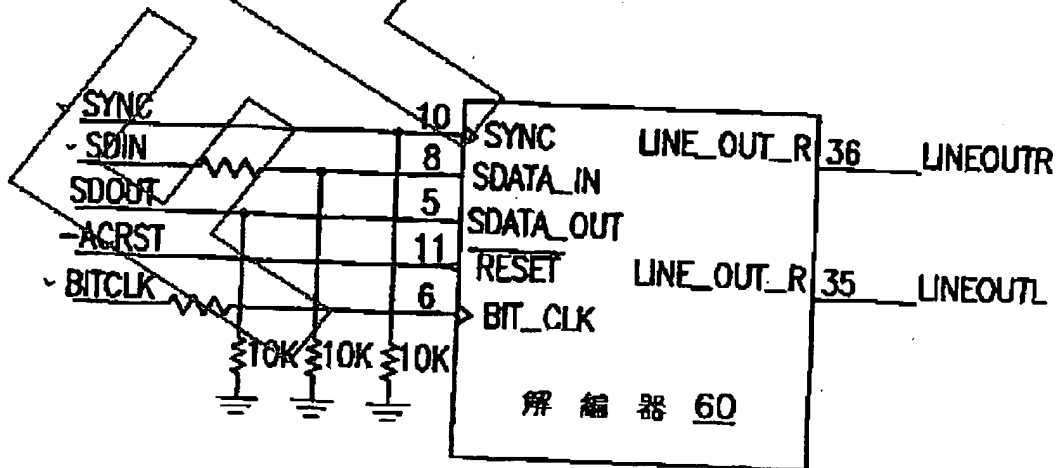 SYNC
SDIN
SDOUT
-ACRST
BITCLK
10
8
5
11
6
SYNC
SDATA_IN
SDATA_OUT
RESET
BIT_CLK
LINE_OUT_R
36
LINEOUTR
LINE_OUT_R
35
LINEOUTL
10K
10K
10K
解編器 60